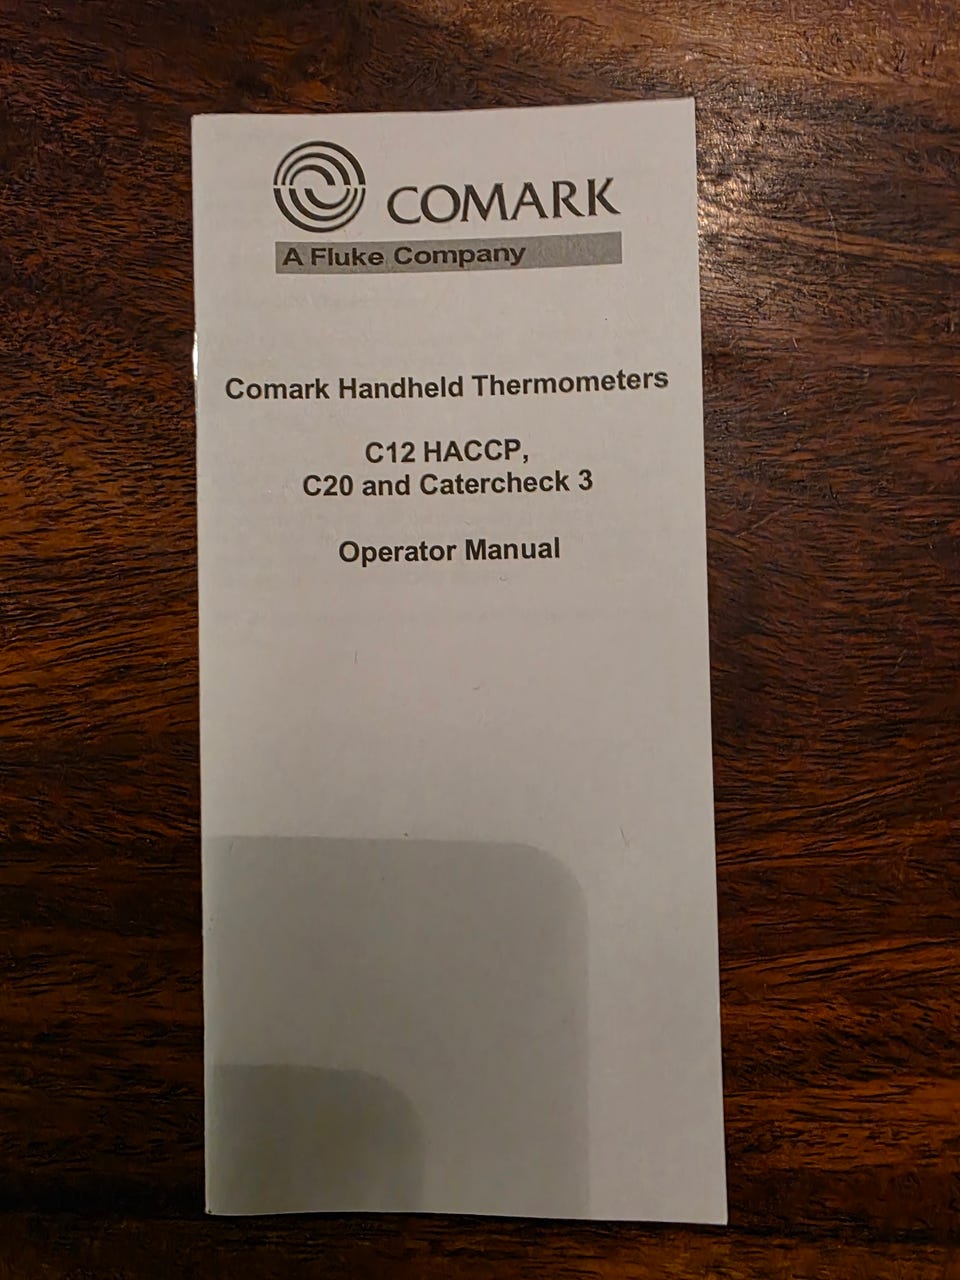 COMARK
A Fluke Company
Comark Handheld Thermometers
C12 HACCP,
C20 and Catercheck 3
Operator Manual